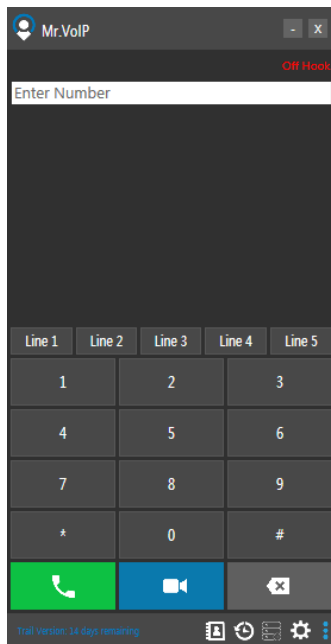 Mr.VoIP - X
Off Hook
Enter Number
Line 1 Line 2 Line 3 Line 4 Line 5
1 2 3
4 5 6
7 8 9
* 0 #
Trail Version: 14 days remaining